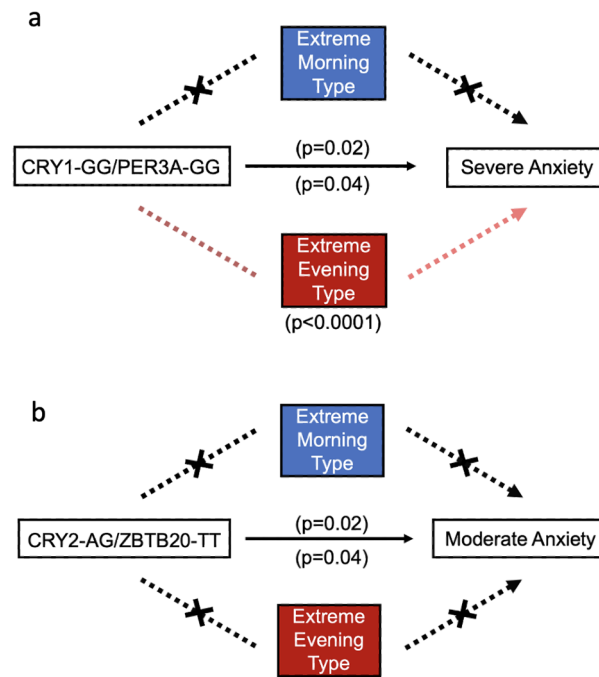 a
Extreme
Morning
Type
(p=0.02)
CRY1-GG/PER3A-GG
Severe Anxiety
(p=0.04)
Extreme
Evening
Type
(p<0.0001)
b
Extreme
Morning
Type
(p=0.02)
CRY2-AG/ZBTB20-TT
Moderate Anxiety
(p=0.04)
Extreme
Evening
Type